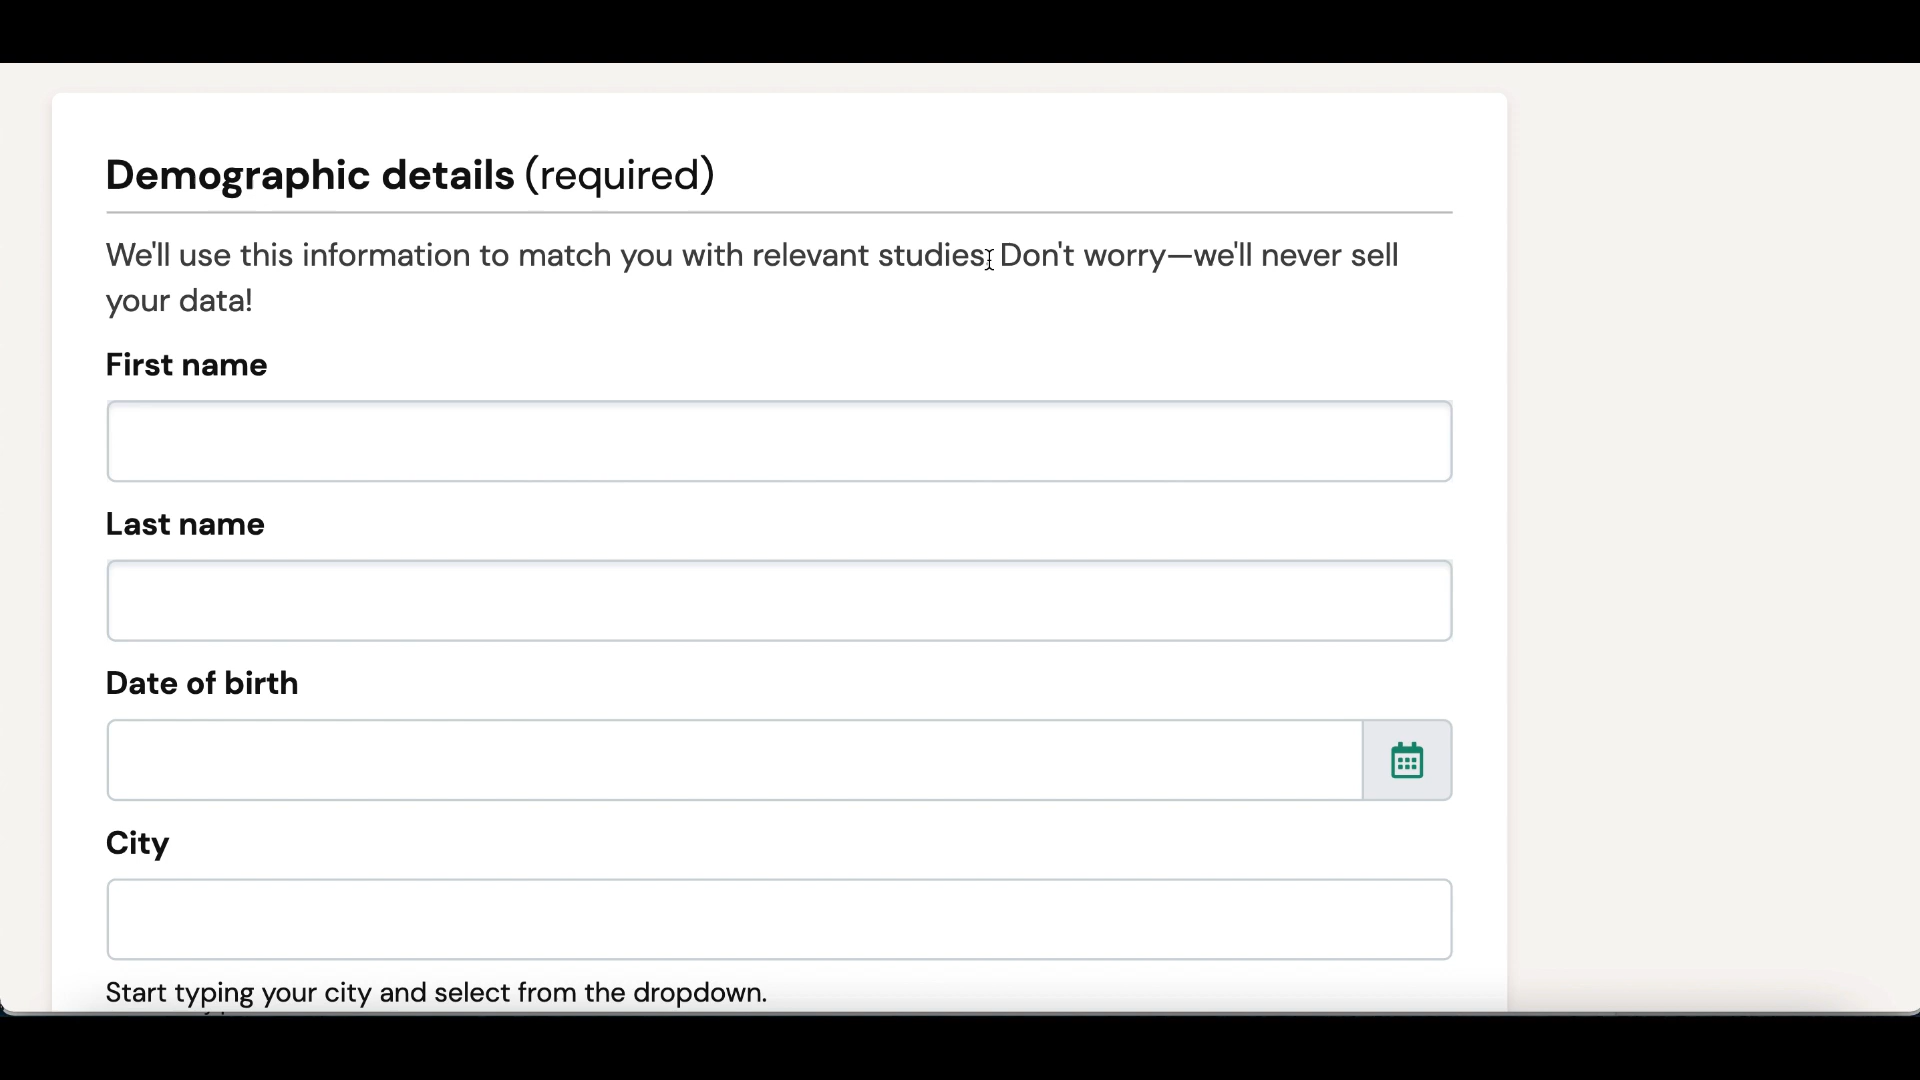 Demographic details (required)
We'll use this information to match you with relevant studies. Don't worry—we'll never sell
your data!
First name
Last name
Date of birth
City
Start typing your city and select from the dropdown.